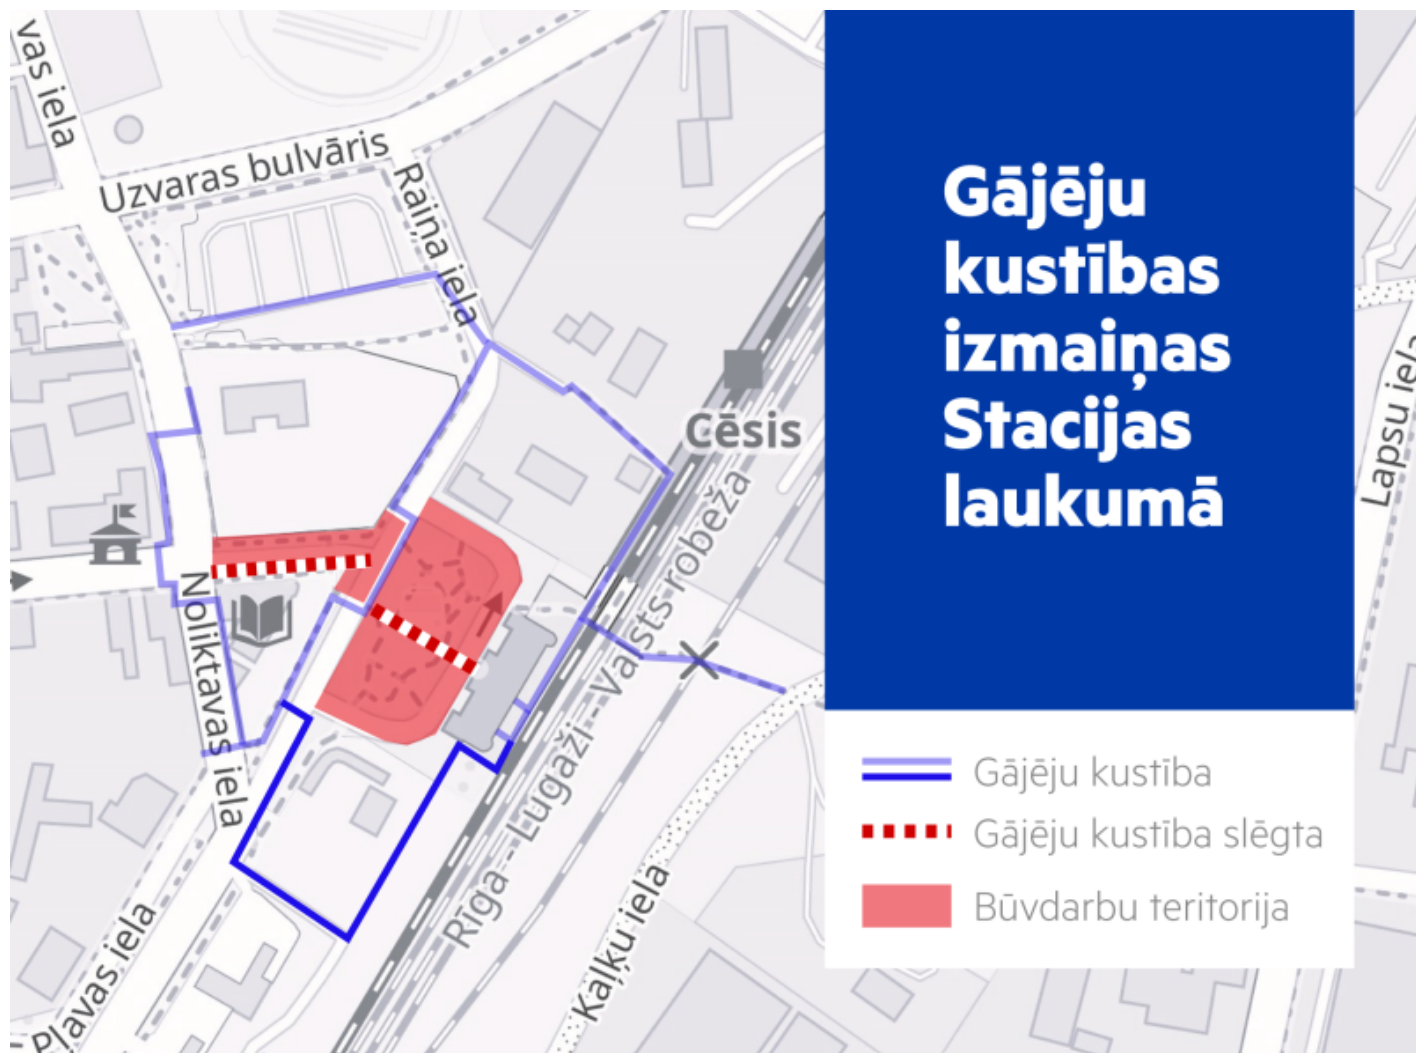 vas iela
Uzvaras bulvāris
Raiņa iela
Cēsis
Noliktavas iela
Rīga - Lugaži - Valsts robeža
Lapsu iela
Kaļķu iela
Pļavas iela
Gājēju
kustības
izmaiņas
Stacijas
laukumā
Gājēju kustība
Gājēju kustība slēgta
Būvdarbu teritorija